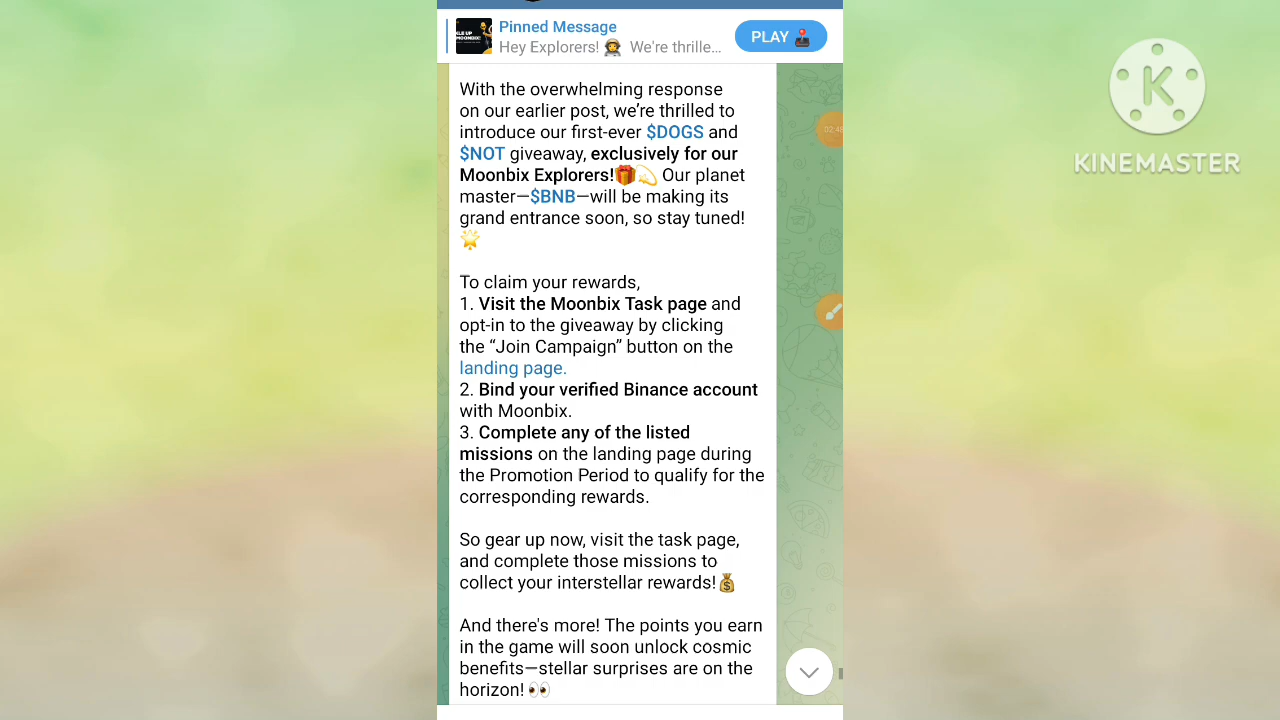 Pinned Message
Hey Explorers! 👩‍🚀 We're thrille...
PLAY 🕹️
K
KINEMASTER
With the overwhelming response
on our earlier post, we’re thrilled to
introduce our first-ever $DOGS and
$NOT giveaway, exclusively for our
Moonbix Explorers!🎁💫 Our planet
master—$BNB—will be making its
grand entrance soon, so stay tuned!
🌟
To claim your rewards,
1. Visit the Moonbix Task page and
opt-in to the giveaway by clicking
the “Join Campaign” button on the
landing page.
2. Bind your verified Binance account
with Moonbix.
3. Complete any of the listed
missions on the landing page during
the Promotion Period to qualify for the
corresponding rewards.
So gear up now, visit the task page,
and complete those missions to
collect your interstellar rewards!💰
And there's more! The points you earn
in the game will soon unlock cosmic
benefits—stellar surprises are on the
horizon! 👀